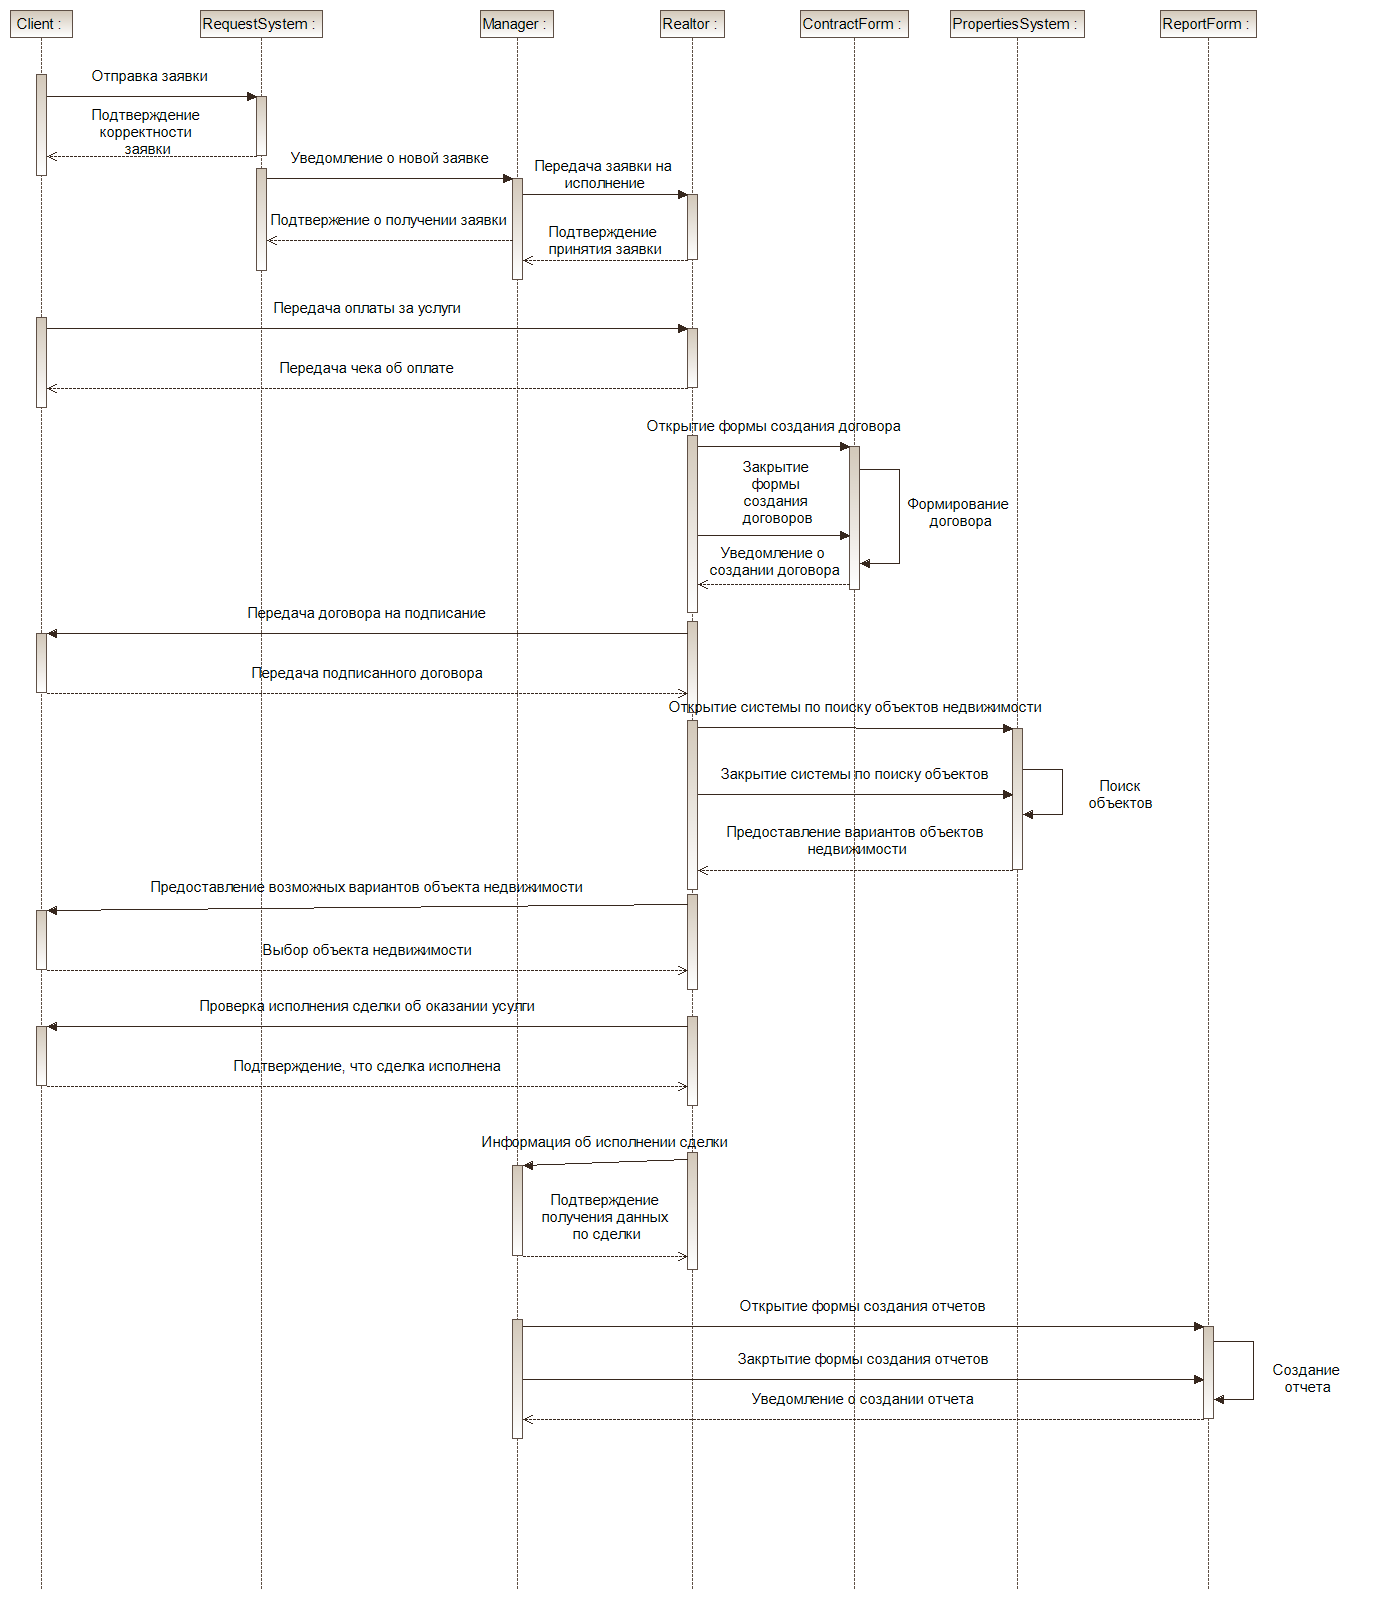 Client :
RequestSystem :
Manager :
Realtor :
ContractForm :
PropertiesSystem :
ReportForm :
Отправка заявки
Подтверждение
корректности
заявки
Уведомление о новой заявке
Передача заявки на
исполнение
Подтвержение о получении заявки
Подтверждение
принятия заявки
Передача оплаты за услуги
Передача чека об оплате
Открытие формы создания договора
Закрытие
формы
создания
договоров
Формирование
договора
Уведомление о
создании договора
Передача договора на подписание
Передача подписанного договора
Открытие системы по поиску объектов недвижимости
Закрытие системы по поиску объектов
Поиск
объектов
Предоставление вариантов объектов
недвижимости
Предоставление возможных вариантов объекта недвижимости
Выбор объекта недвижимости
Проверка исполнения сделки об оказании усулги
Подтверждение, что сделка исполнена
Информация об исполнении сделки
Подтверждение
получения данных
по сделки
Открытие формы создания отчетов
Закртытие формы создания отчетов
Создание
отчета
Уведомление о создании отчета